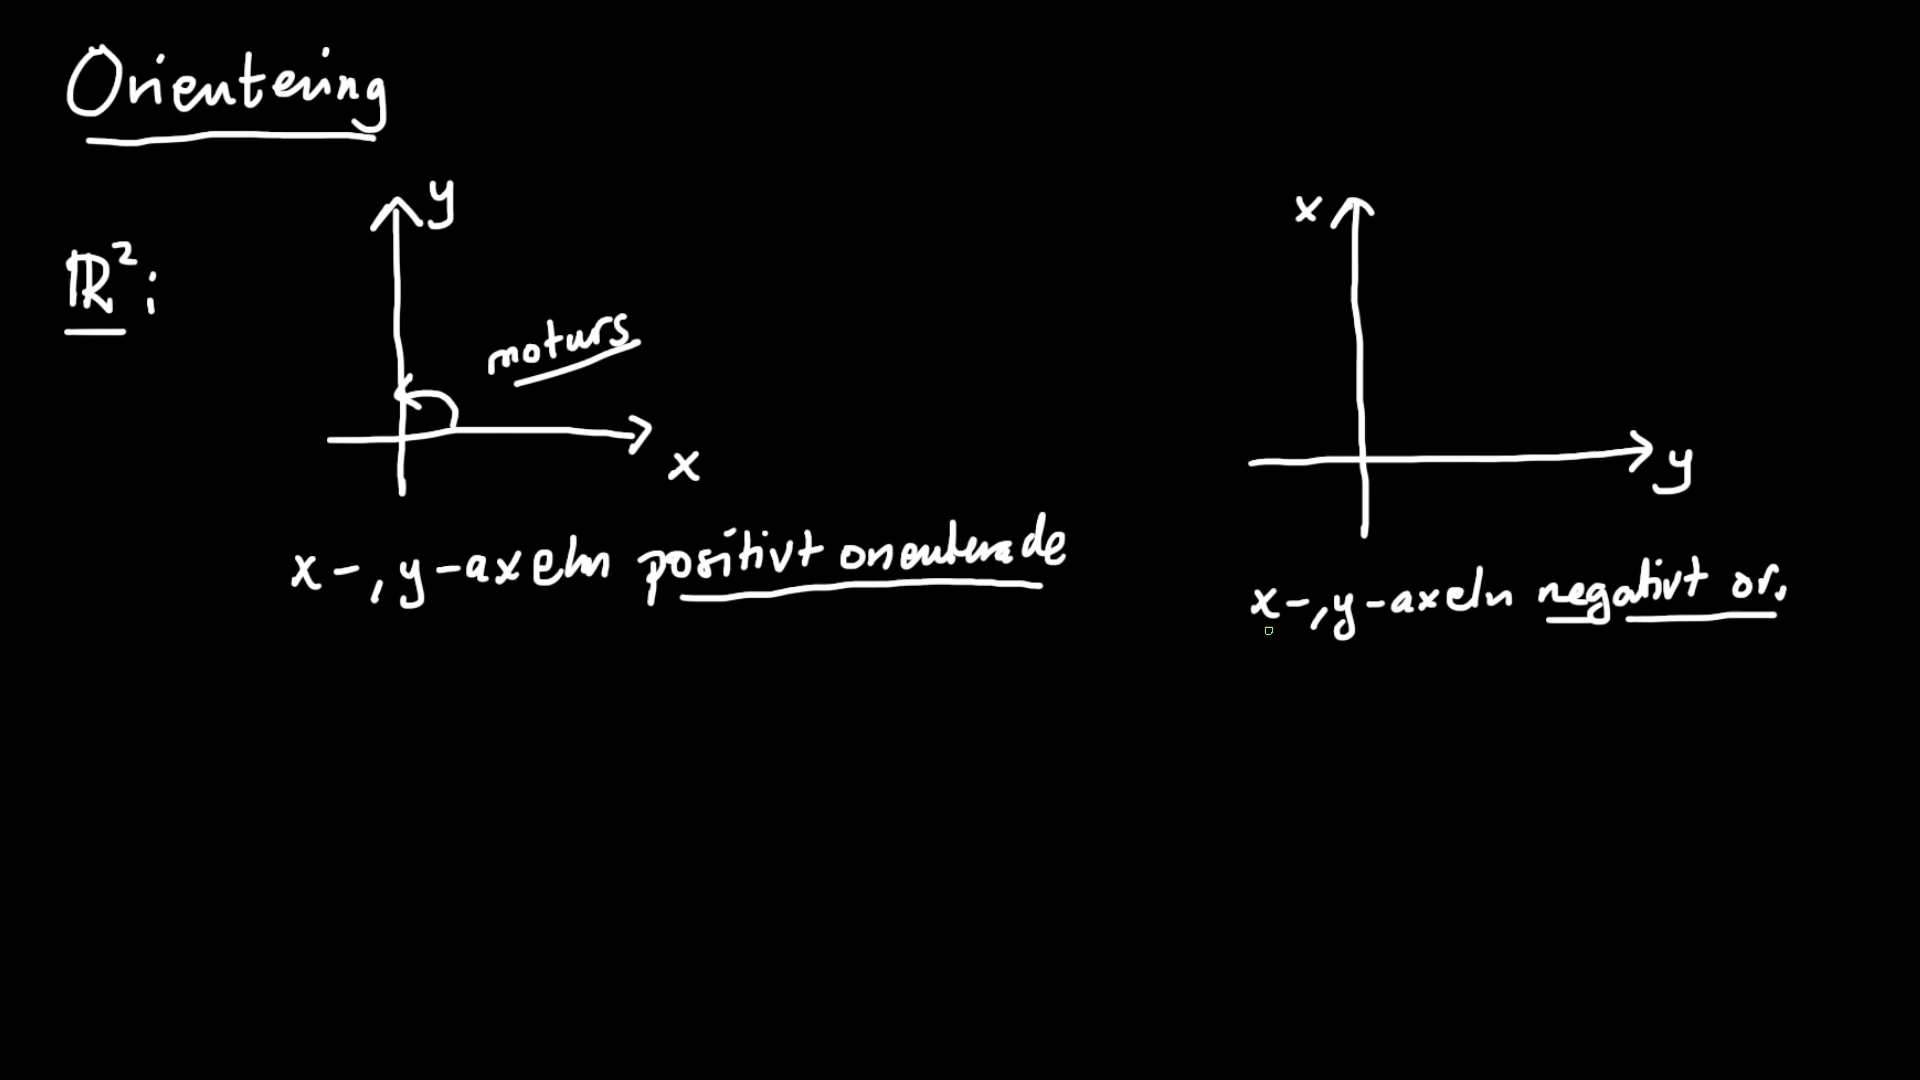 Orientering
y
x
ℝ²:
moturs
x
y
x-, y-axeln positivt orienterade
x-, y-axeln negativt or.